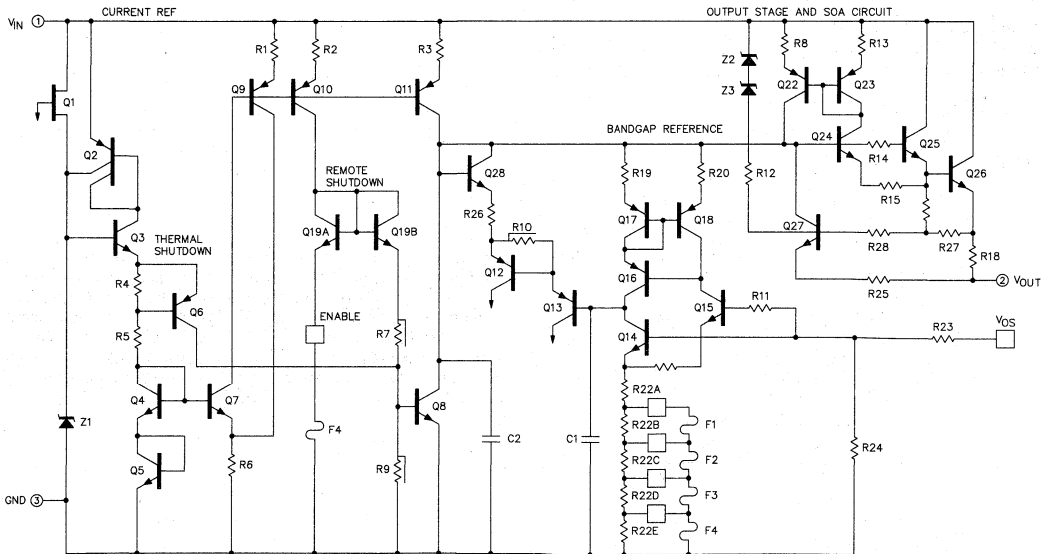 CURRENT REF
OUTPUT STAGE AND SOA CIRCUIT
VIN 1
R1
R2
R3
R8
R13
Z2
Z3
Q1
Q9
Q10
Q11
Q22
Q23
Q2
BANDGAP REFERENCE
Q24
Q25
R14
Q28
R19
R20
R12
Q26
REMOTE
SHUTDOWN
R15
Q3
THERMAL
SHUTDOWN
Q19A
Q19B
R26
R10
Q17
Q18
Q27
R28
R27
R18
R4
Q12
Q16
R25
2 VOUT
Q6
Q13
Q15
R11
R5
ENABLE
R7
Q14
R23
VOS
Q4
Q7
Q8
R22A
Z1
F4
C2
C1
R22B
F1
R24
Q5
R6
R9
R22C
F2
GND 3
R22D
F3
R22E
F4